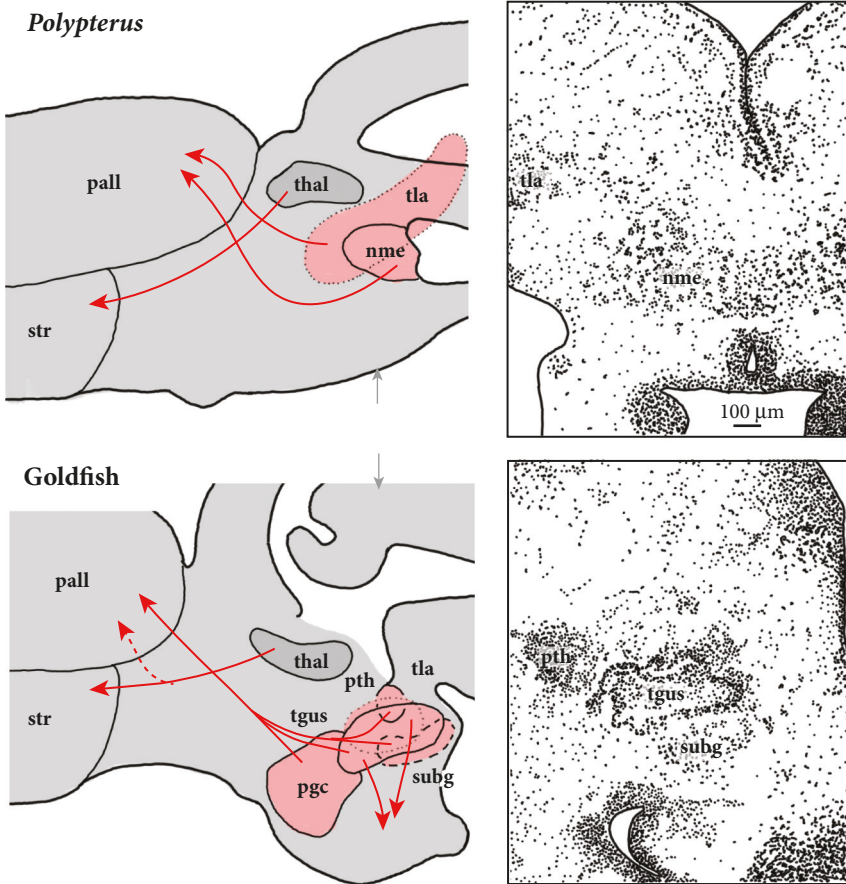 Polypterus
pall
thal
tla
nme
str
tla
nme
100 μm
Goldfish
pall
thal
tla
pth
str
tgus
subg
pgc
pth
tgus
subg